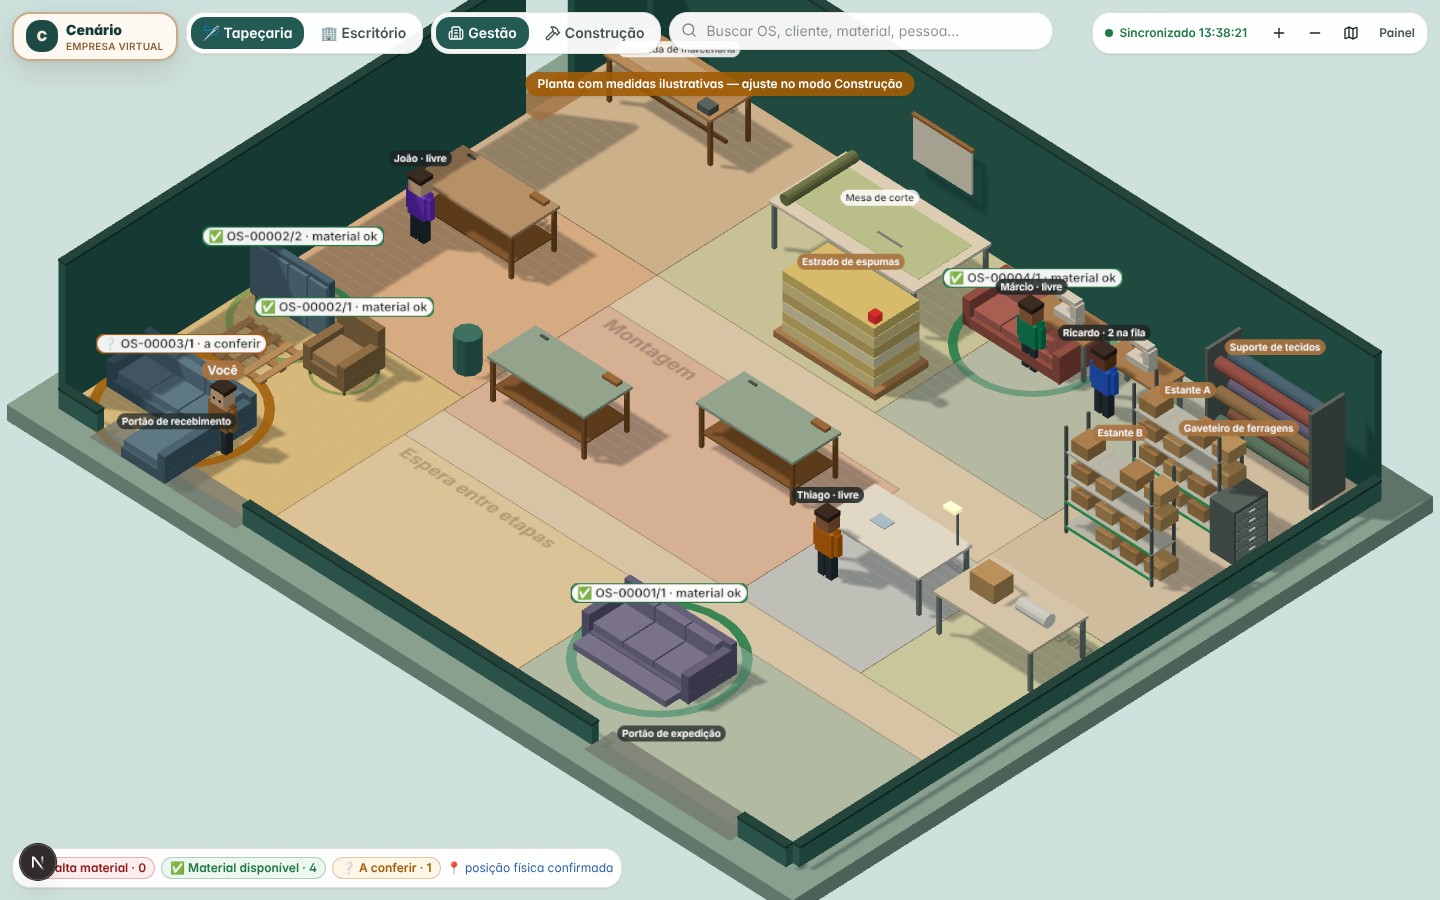 C
Cenário
EMPRESA VIRTUAL
Tapeçaria
Escritório
Gestão
Construção
Buscar OS, cliente, material, pessoa...
Sincronizado 13:38:21
Painel
de marcenaria
Planta com medidas ilustrativas — ajuste no modo Construção
João · livre
Mesa de corte
OS-00002/2 · material ok
Estrado de espumas
OS-00004/1 · material ok
Márcio · livre
OS-00002/1 · material ok
Ricardo · 2 na fila
OS-00003/1 · a conferir
Montagem
Suporte de tecidos
Você
Estante A
Portão de recebimento
Gaveteiro de ferragens
Estante B
Espera entre etapas
Thiago · livre
OS-00001/1 · material ok
Portão de expedição
N
alta material · 0
Material disponível · 4
A conferir · 1
posição física confirmada